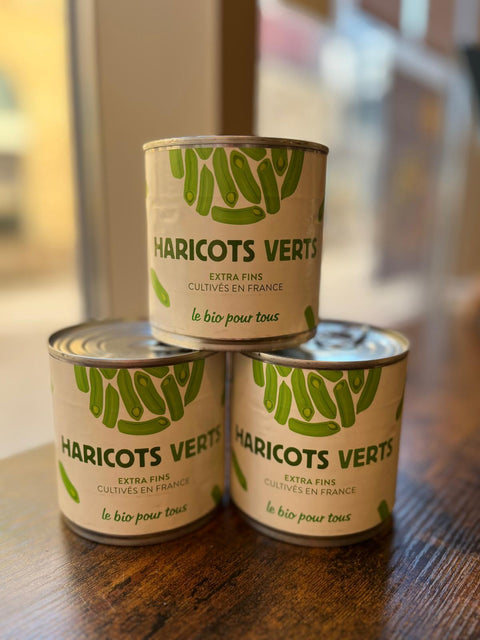 HARICOTS VERTS
EXTRA FINS
CULTIVÉS EN FRANCE
le bio pour tous
HARICOTS VERTS
EXTRA FINS
CULTIVÉS EN FRANCE
le bio pour tous
HARICOTS VERTS
EXTRA FINS
CULTIVÉS EN FRANCE
le bio pour tous